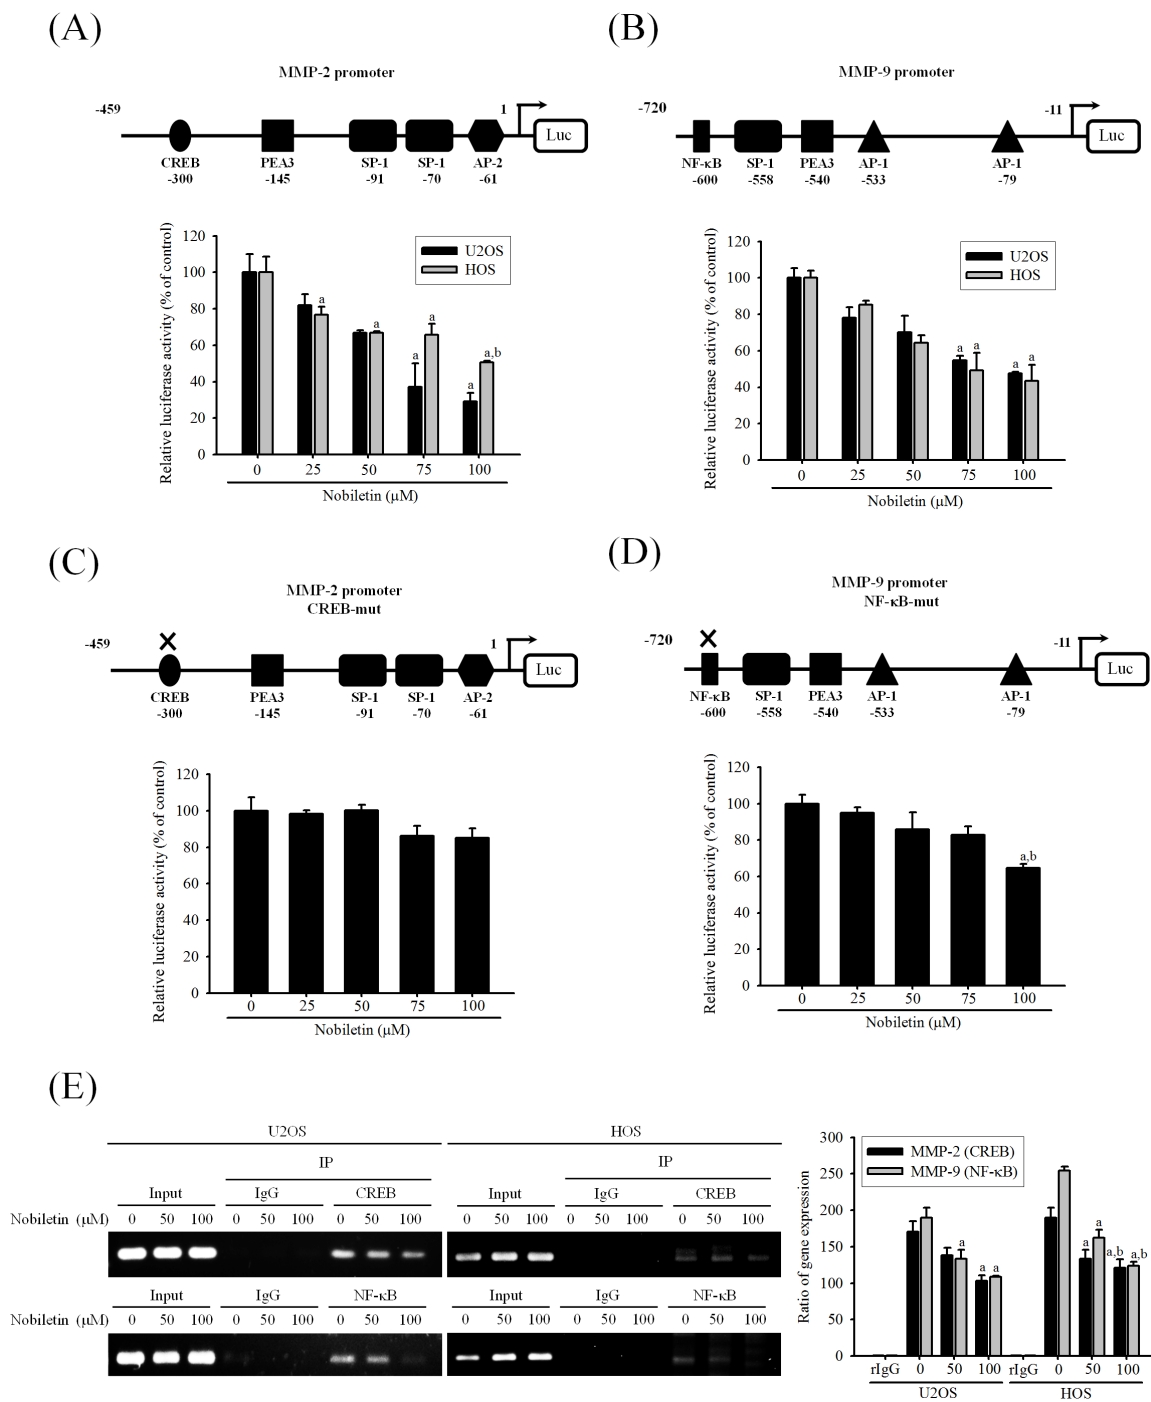 (A)
MMP-2 promoter
-459
1
Luc
CREB PEA3 SP-1 SP-1 AP-2
-300 -145 -91 -70 -61
Relative luciferase activity (% of control)
120
100
80
60
40
20
0
U2OS
HOS
a
a
a
a
a
a,b
0 25 50 75 100
Nobiletin (µM)
(B)
MMP-9 promoter
-720
-11
Luc
NF-κB SP-1 PEA3 AP-1 AP-1
-600 -558 -540 -533 -79
Relative luciferase activity (% of control)
120
100
80
60
40
20
0
U2OS
HOS
a a
a a
0 25 50 75 100
Nobiletin (µM)
(C)
MMP-2 promoter
CREB-mut
-459
1
Luc
CREB PEA3 SP-1 SP-1 AP-2
-300 -145 -91 -70 -61
Relative luciferase activity (% of control)
120
100
80
60
40
20
0
0 25 50 75 100
Nobiletin (µM)
(D)
MMP-9 promoter
NF-κB-mut
-720
-11
Luc
NF-κB SP-1 PEA3 AP-1 AP-1
-600 -558 -540 -533 -79
Relative luciferase activity (% of control)
120
100
80
60
40
20
0
a,b
0 25 50 75 100
Nobiletin (µM)
(E)
U2OS HOS
IP IP
Input IgG CREB Input IgG CREB
Nobiletin (µM) 0 50 100 0 50 100 0 50 100 0 50 100 0 50 100 0 50 100
Input IgG NF-κB Input IgG NF-κB
Nobiletin (µM) 0 50 100 0 50 100 0 50 100 0 50 100 0 50 100 0 50 100
Ratio of gene expression
300
250
200
150
100
50
0
MMP-2 (CREB)
MMP-9 (NF-κB)
a
a a
a a
a,b a,b
rIgG 0 50 100 rIgG 0 50 100
U2OS HOS